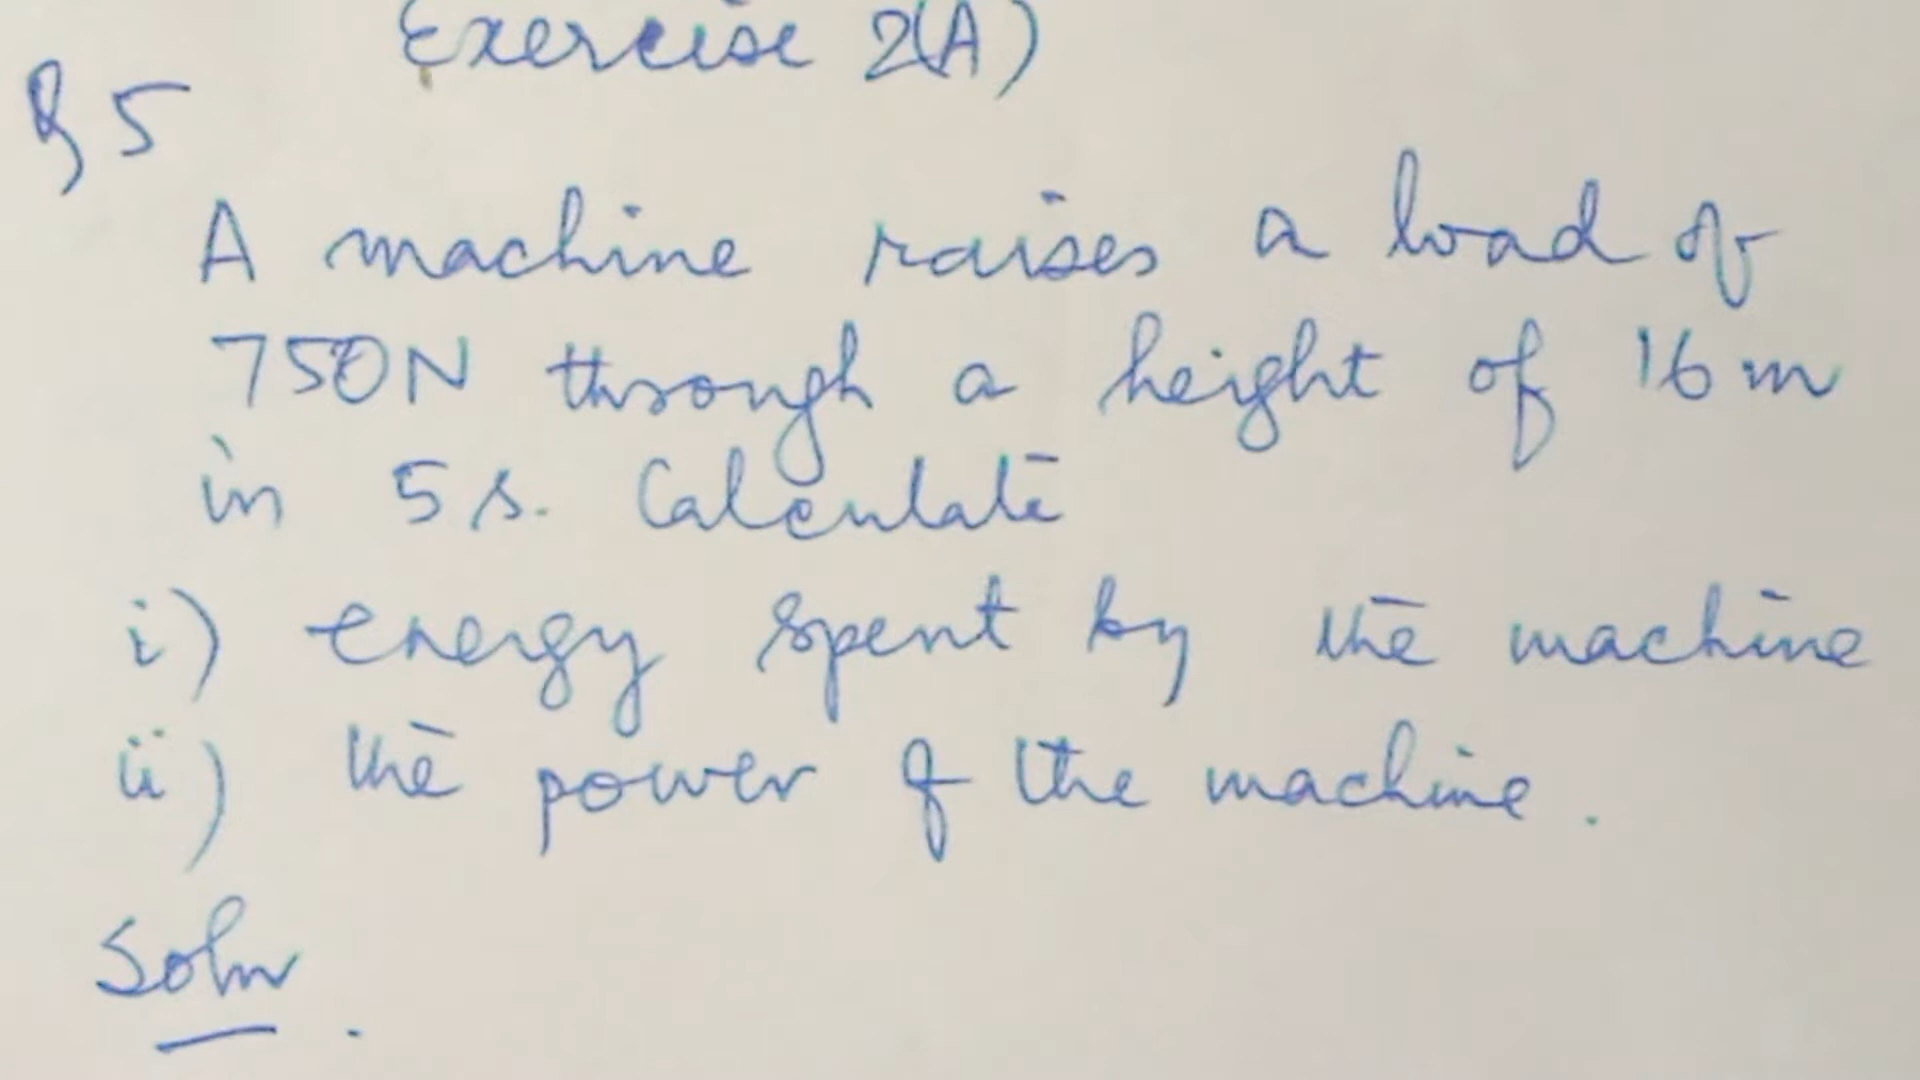 Exercise 2(A)
Q 5
A machine raises a load of
750N through a height of 16 m
in 5 s. Calculate
i) energy spent by the machine
ii) the power of the machine.
Soln.